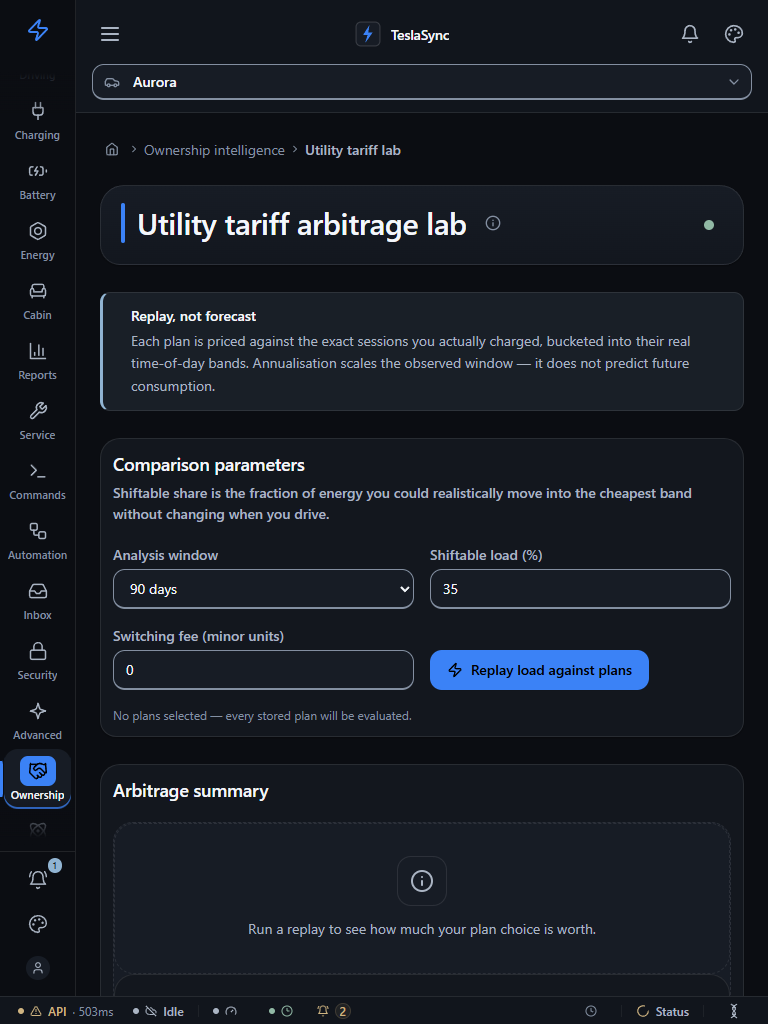 TeslaSync
Aurora
Driving
Charging
Battery
Energy
Cabin
Reports
Service
Commands
Automation
Inbox
Security
Advanced
Ownership
1
Ownership intelligence > Utility tariff lab
Utility tariff arbitrage lab
Replay, not forecast
Each plan is priced against the exact sessions you actually charged, bucketed into their real
time-of-day bands. Annualisation scales the observed window — it does not predict future
consumption.
Comparison parameters
Shiftable share is the fraction of energy you could realistically move into the cheapest band
without changing when you drive.
Analysis window
90 days
Shiftable load (%)
35
Switching fee (minor units)
0
Replay load against plans
No plans selected — every stored plan will be evaluated.
Arbitrage summary
Run a replay to see how much your plan choice is worth.
API · 503ms
Idle
2
Status